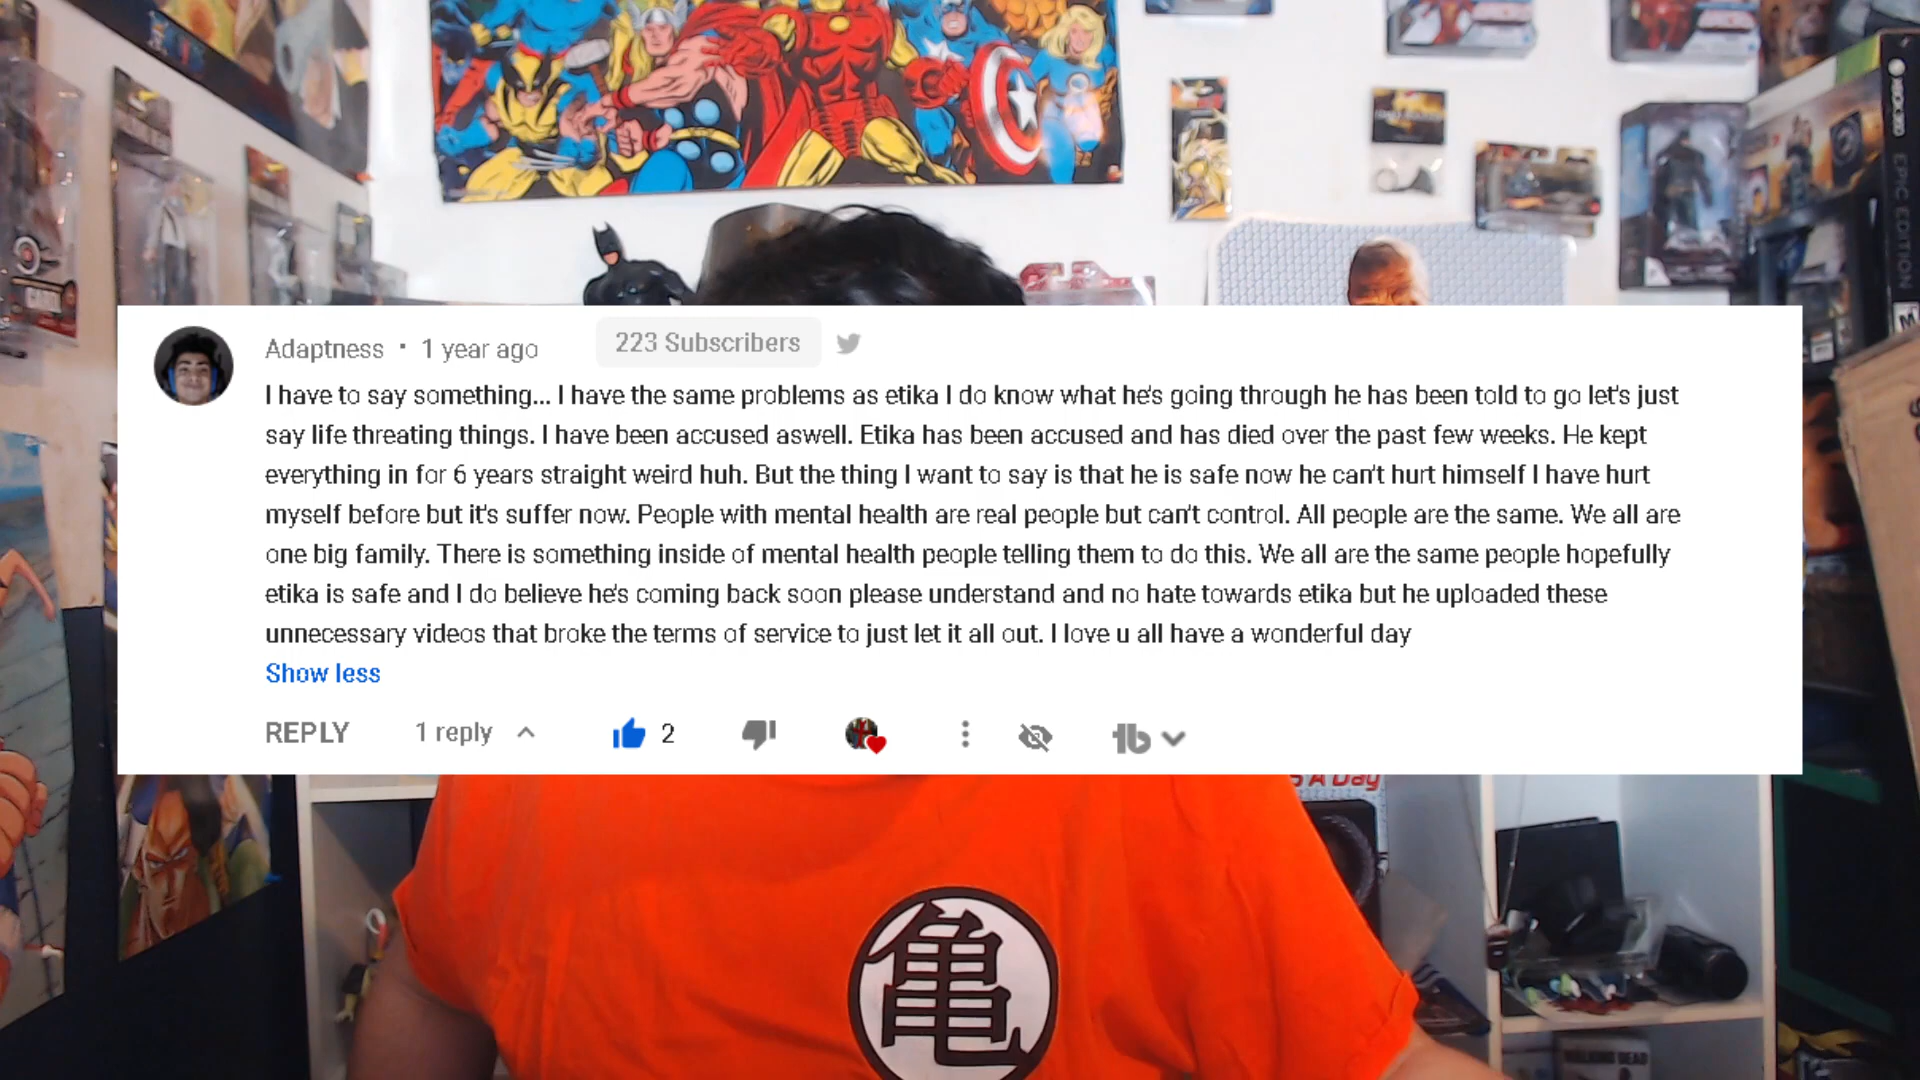 XBOX 360
EPIC EDITION
M
Adaptness • 1 year ago 223 Subscribers
I have to say something... I have the same problems as etika I do know what he's going through he has been told to go let's just
say life threating things. I have been accused aswell. Etika has been accused and has died over the past few weeks. He kept
everything in for 6 years straight weird huh. But the thing I want to say is that he is safe now he can't hurt himself I have hurt
myself before but it's suffer now. People with mental health are real people but can't control. All people are the same. We all are
one big family. There is something inside of mental health people telling them to do this. We all are the same people hopefully
etika is safe and I do believe he's coming back soon please understand and no hate towards etika but he uploaded these
unnecessary videos that broke the terms of service to just let it all out. I love u all have a wonderful day
Show less
REPLY 1 reply 2
S A Day
亀
WALKING DEAD